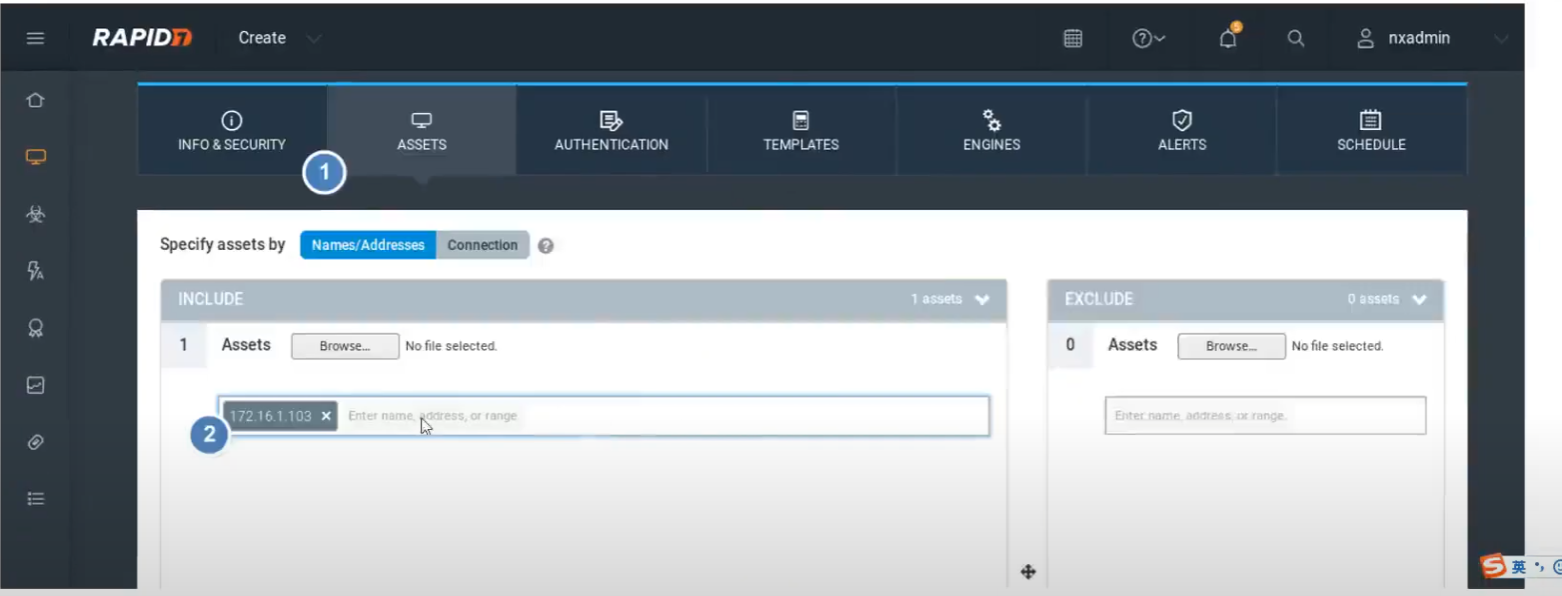 RAPID7 Create 5 nxadmin
INFO & SECURITY ASSETS AUTHENTICATION TEMPLATES ENGINES ALERTS SCHEDULE
1
Specify assets by Names/Addresses Connection ?
INCLUDE 1 assets EXCLUDE 0 assets
1 Assets Browse... No file selected. 0 Assets Browse... No file selected.
172.16.1.103 × Enter name, address, or range Enter name, address, or range.
2
S 英